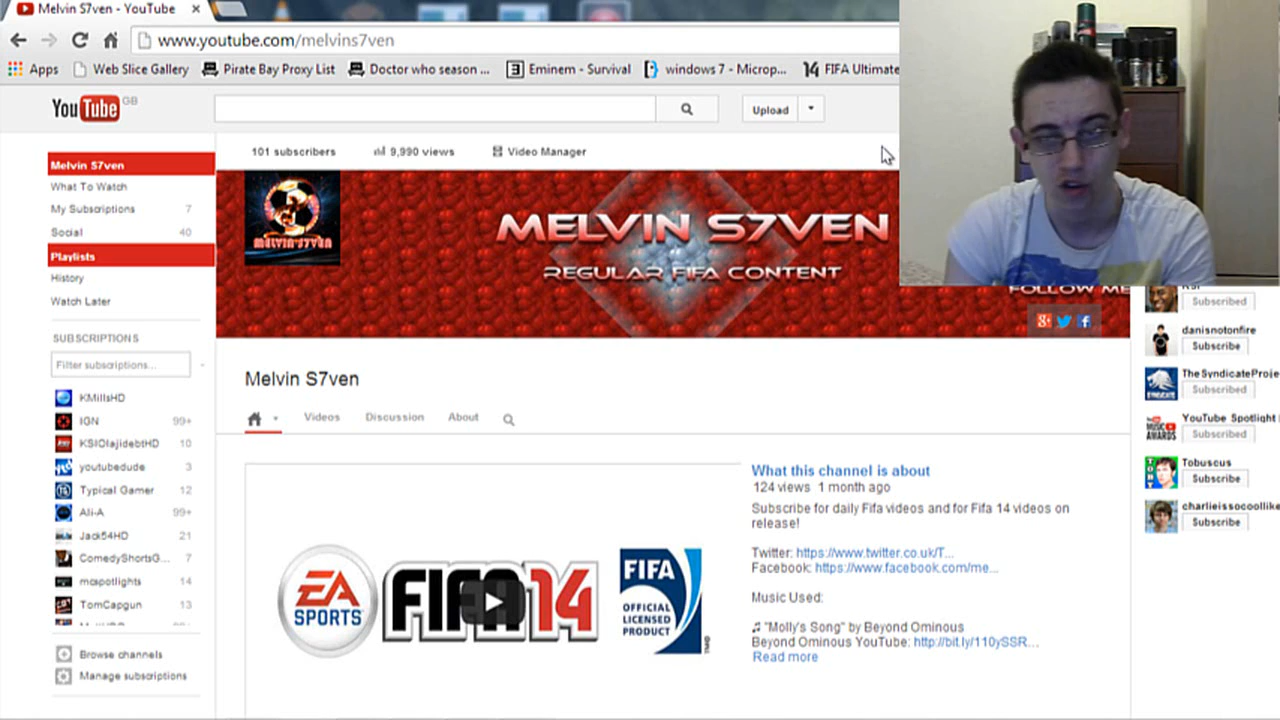 Melvin S7ven - YouTube
www.youtube.com/melvins7ven
Apps
Web Slice Gallery
Pirate Bay Proxy List
Doctor who season ...
Eminem - Survival
windows 7 - Microp...
14 FIFA Ultimate
You Tube GB
Upload
101 subscribers
9,990 views
Video Manager
Melvin S7ven
What To Watch
My Subscriptions 7
Social 40
Playlists
History
Watch Later
SUBSCRIPTIONS
Filter subscriptions...
KMillsHD
IGN 99+
KSIOlajidebtHD 10
youtubedude 3
Typical Gamer 12
Ali-A 99+
Jack54HD 21
ComedyShortsG... 7
mcspotlights 14
TomCapgun 13
Browse channels
Manage subscriptions
MELVIN S7VEN
MELVIN S7VEN
REGULAR FIFA CONTENT
FOLLOW ME
Melvin S7ven
Videos
Discussion
About
EA
SPORTS
FIFA 14
FIFA
OFFICIAL
LICENSED
PRODUCT
What this channel is about
124 views 1 month ago
Subscribe for daily Fifa videos and for Fifa 14 videos on
release!
Twitter: https://www.twitter.co.uk/T...
Facebook: https://www.facebook.com/me...
Music Used:
♫ "Molly's Song" by Beyond Ominous
Beyond Ominous YouTube: http://bit.ly/110ySSR...
Read more
Subscribed
danisnotonfire
Subscribe
TheSyndicateProje
Subscribed
YouTube Spotlight
MUSIC
AWARDS
Subscribed
Tobuscus
Subscribe
charlieissocoollike
Subscribe